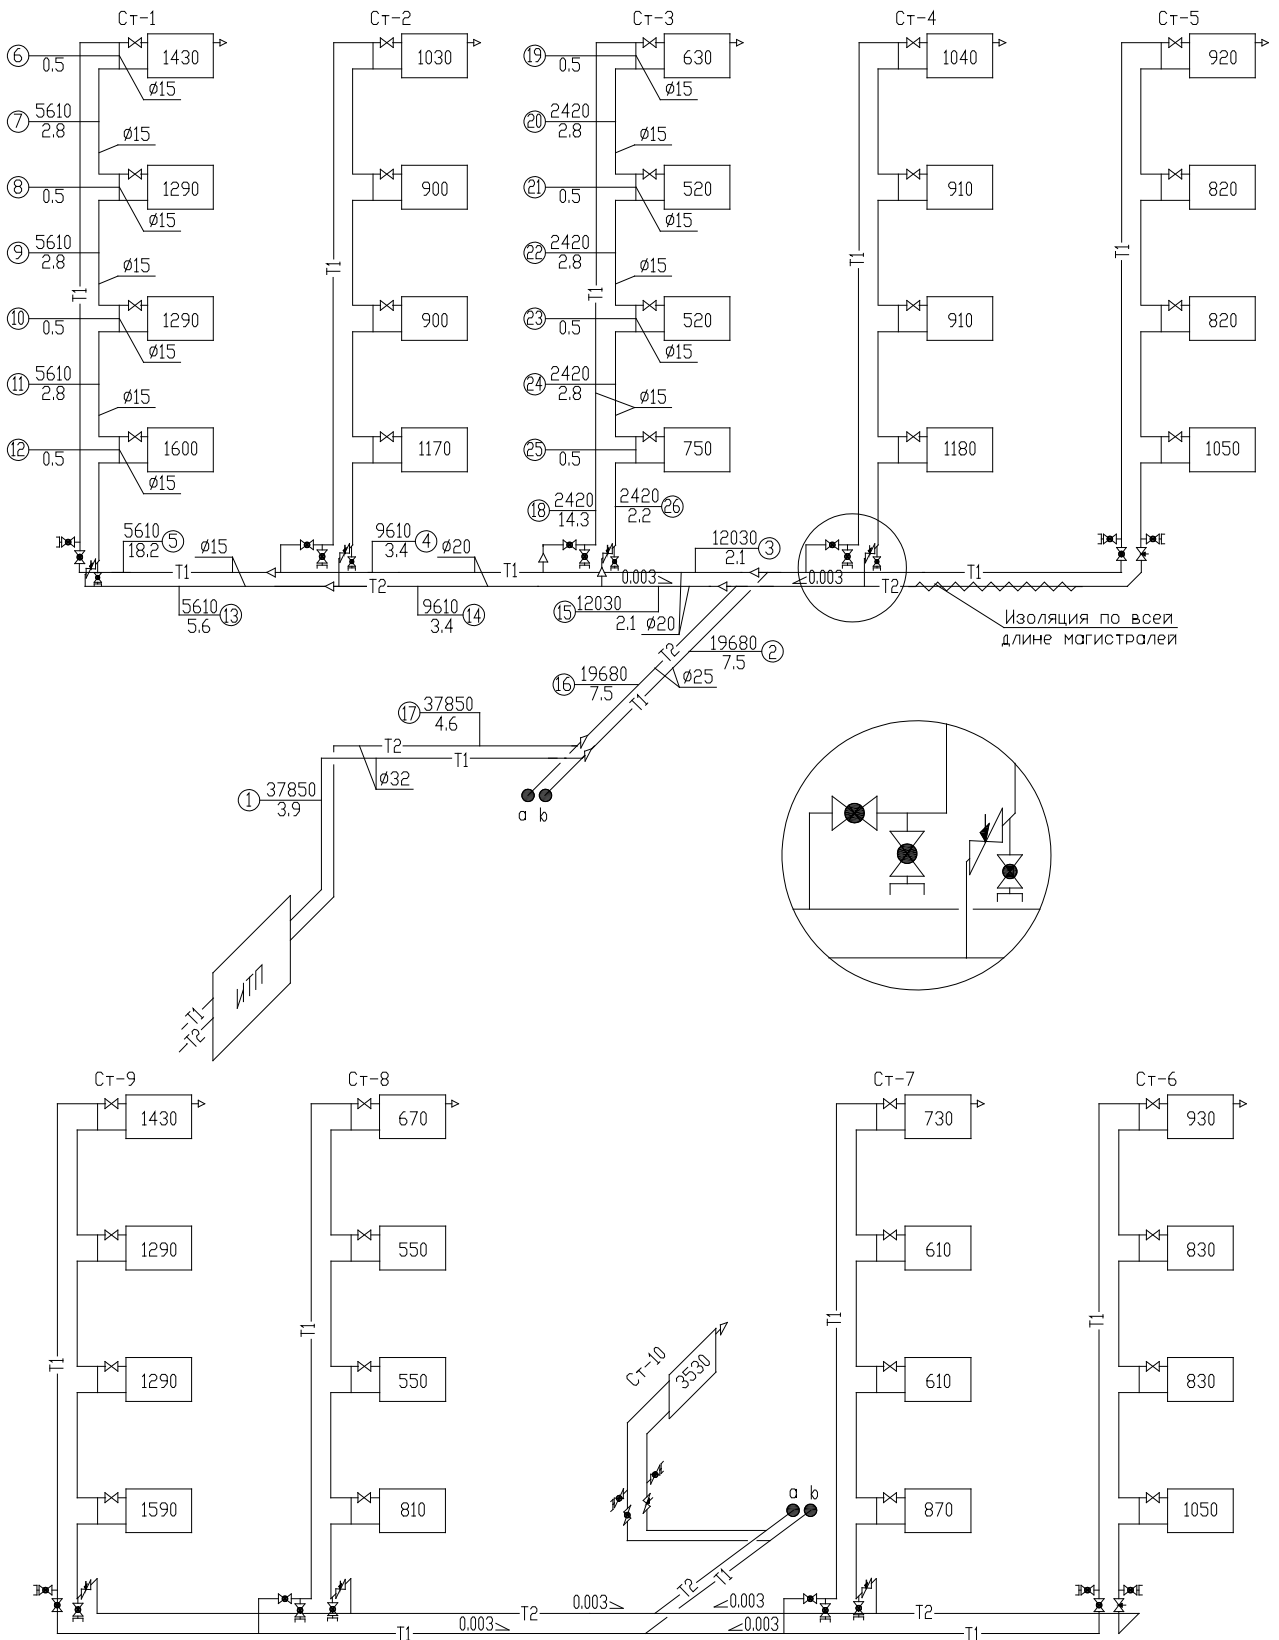 Ст-1
Ст-2
Ст-3
Ст-4
Ст-5
6
0.5
1430
1030
19
0.5
630
1040
920
ø15
ø15
7
5610
2.8
20
2420
2.8
ø15
ø15
8
0.5
1290
900
21
0.5
520
910
820
ø15
ø15
9
5610
2.8
22
2420
2.8
T1
T1
T1
ø15
ø15
T1
T1
10
0.5
1290
900
23
0.5
520
910
820
ø15
ø15
11
5610
2.8
24
2420
2.8
ø15
ø15
12
0.5
1600
1170
25
0.5
750
1180
1050
ø15
18
2420
14.3
2420
2.2
26
5610
18.2
5
ø15
9610
3.4
4
ø20
12030
2.1
3
T1
T1
T1
T2
0.003
0.003
T2
5610
5.6
13
9610
3.4
14
15
12030
2.1
ø20
Изоляция по всей
длине магистралей
T2
19680
7.5
2
16
19680
7.5
ø25
T1
17
37850
4.6
T2
T1
ø32
1
37850
3.9
a
b
ИТП
T1
T2
Ст-9
Ст-8
Ст-7
Ст-6
1430
670
730
930
1290
550
610
830
T1
T1
T1
T1
Ст-10
3530
1290
550
610
830
a
b
1590
810
870
1050
T2
T1
0.003
0.003
T2
T2
0.003
0.003
T1
T1